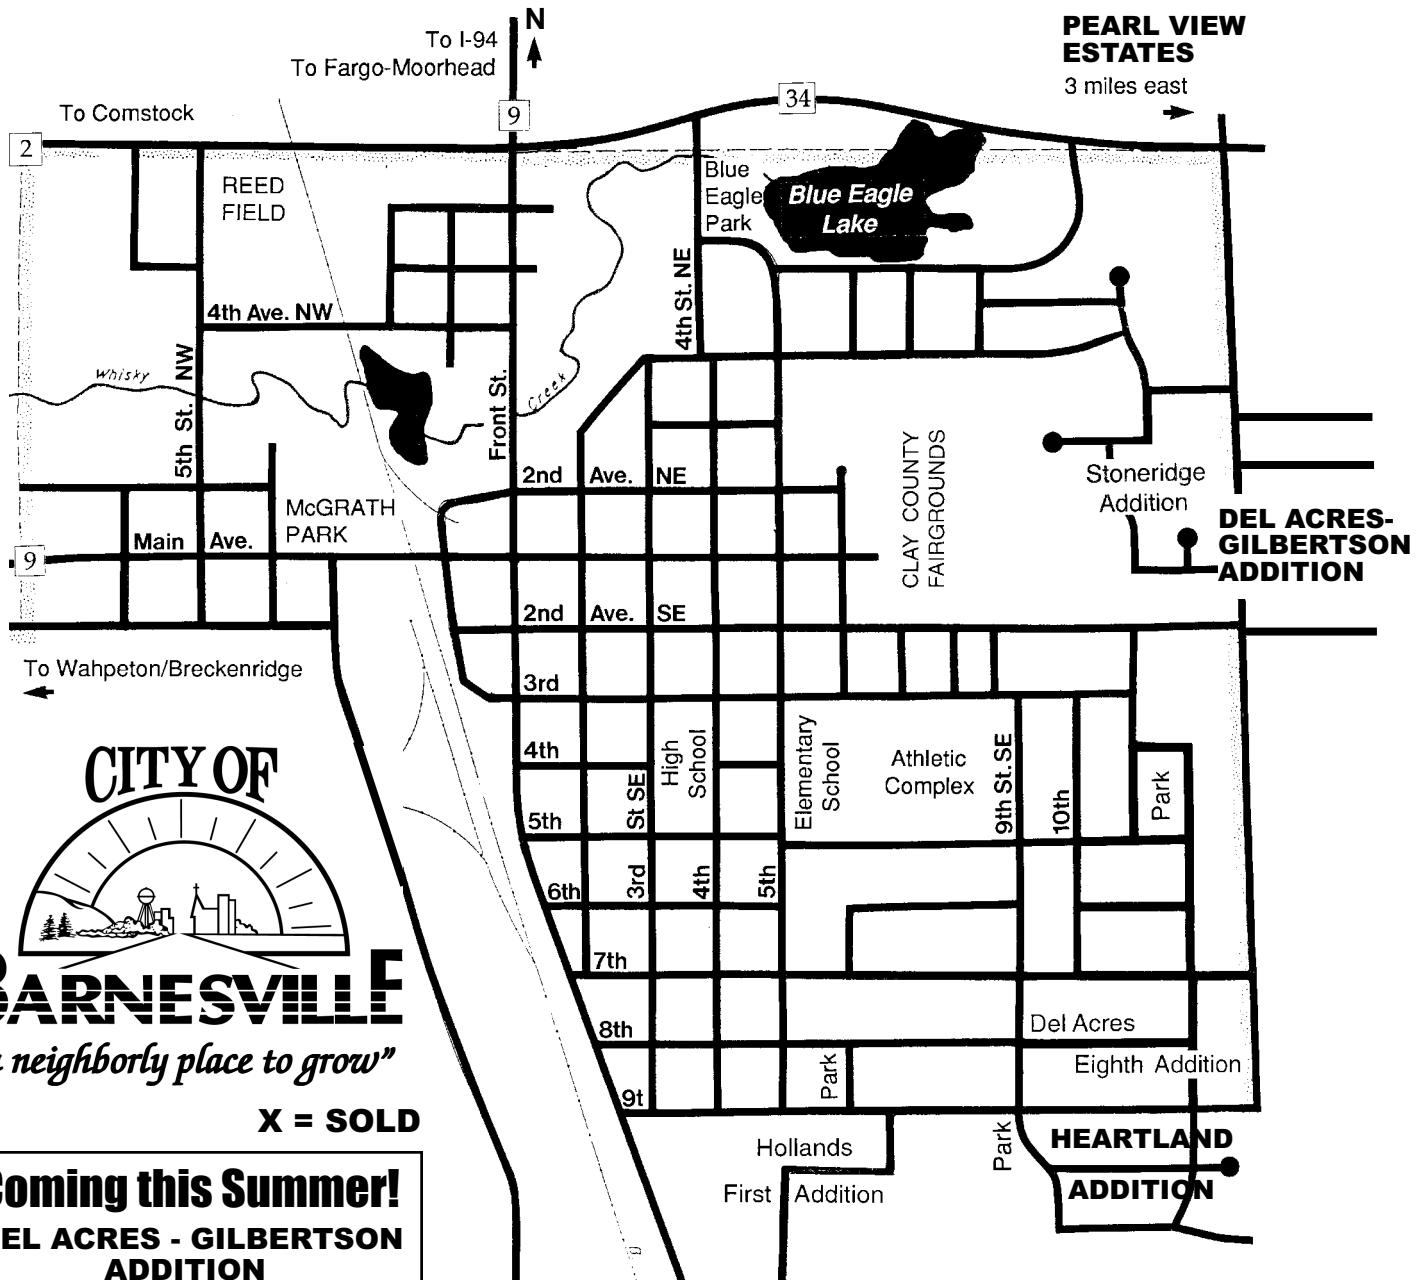 N
To I-94
To Fargo-Moorhead
PEARL VIEW
ESTATES
3 miles east
To Comstock
9
34
2
REED
FIELD
Blue
Eagle
Park
Blue Eagle
Lake
4th St. NE
4th Ave. NW
Whisky
Creek
5th St. NW
Front St.
2nd Ave. NE
CLAY COUNTY
FAIRGROUNDS
Stoneridge
Addition
McGRATH
PARK
Main Ave.
9
DEL ACRES-
GILBERTSON
ADDITION
2nd Ave. SE
To Wahpeton/Breckenridge
3rd
4th
5th
6th
7th
8th
9t
High
School
Elementary
School
Athletic
Complex
9th St. SE
10th
Park
3rd St SE
4th
5th
CITY OF
BARNESVILLE
neighborly place to grow”
X = SOLD
Del Acres
Eighth Addition
Park
Hollands
First Addition
Park
HEARTLAND
ADDITION
Coming this Summer!
EL ACRES - GILBERTSON
ADDITION